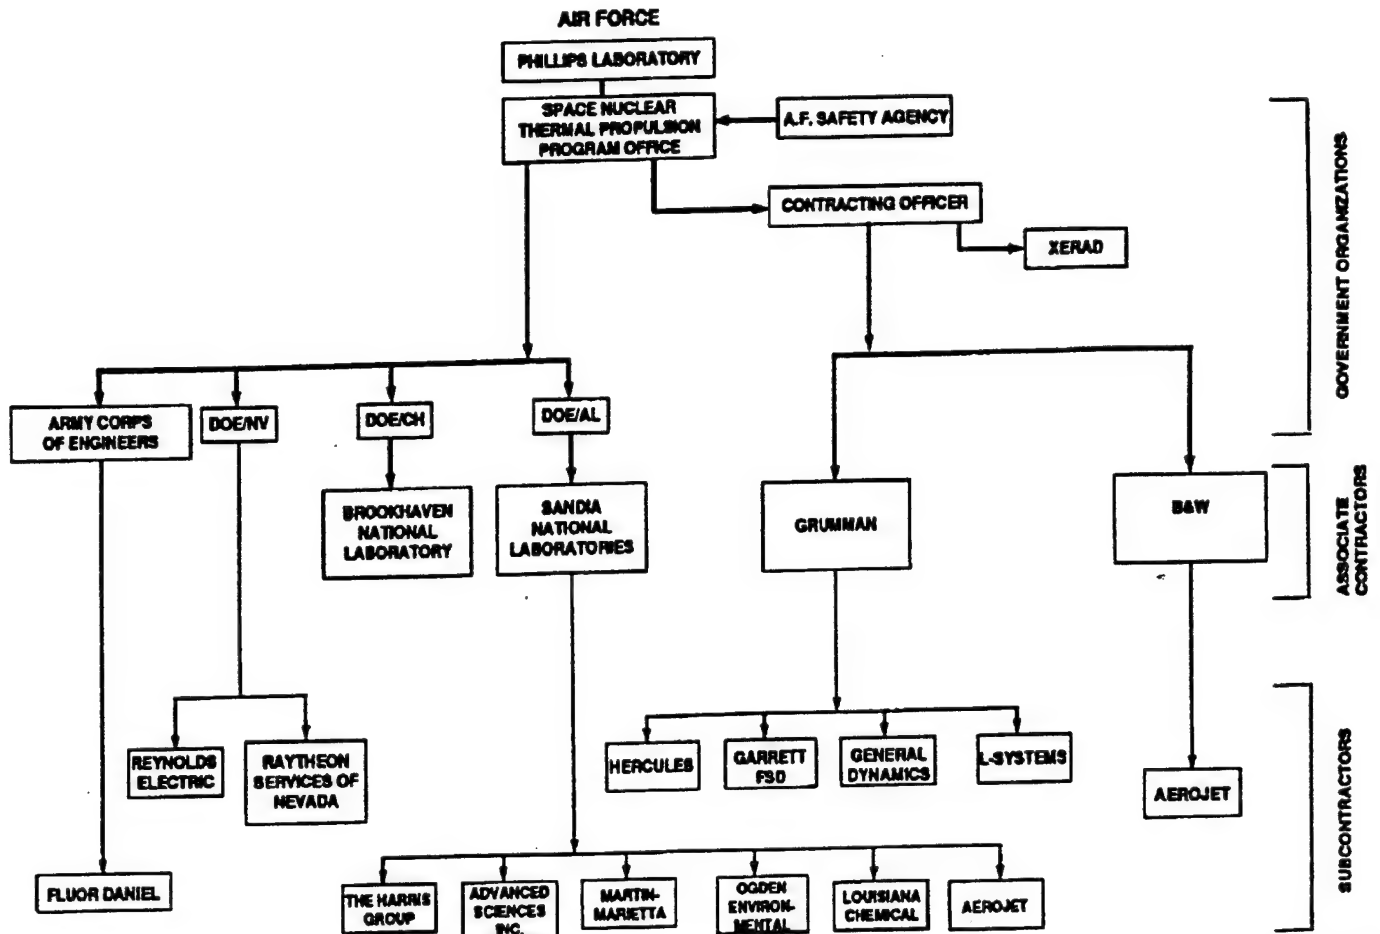 AIR FORCE
PHILLIPS LABORATORY
SPACE NUCLEAR
THERMAL PROPULSION
PROGRAM OFFICE
A.F. SAFETY AGENCY
CONTRACTING OFFICER
XERAD
GOVERNMENT ORGANIZATIONS
ARMY CORPS
OF ENGINEERS
DOE/NV
DOE/CH
DOE/AL
BROOKHAVEN
NATIONAL
LABORATORY
SANDIA
NATIONAL
LABORATORIES
GRUMMAN
B&W
ASSOCIATE
CONTRACTORS
REYNOLDS
ELECTRIC
RAYTHEON
SERVICES OF
NEVADA
HERCULES
GARRETT
FSD
GENERAL
DYNAMICS
L-SYSTEMS
AEROJET
SUBCONTRACTORS
FLUOR DANIEL
THE HARRIS
GROUP
ADVANCED
SCIENCES
INC.
MARTIN-
MARIETTA
OGDEN
ENVIRON-
MENTAL
LOUISIANA
CHEMICAL
AEROJET